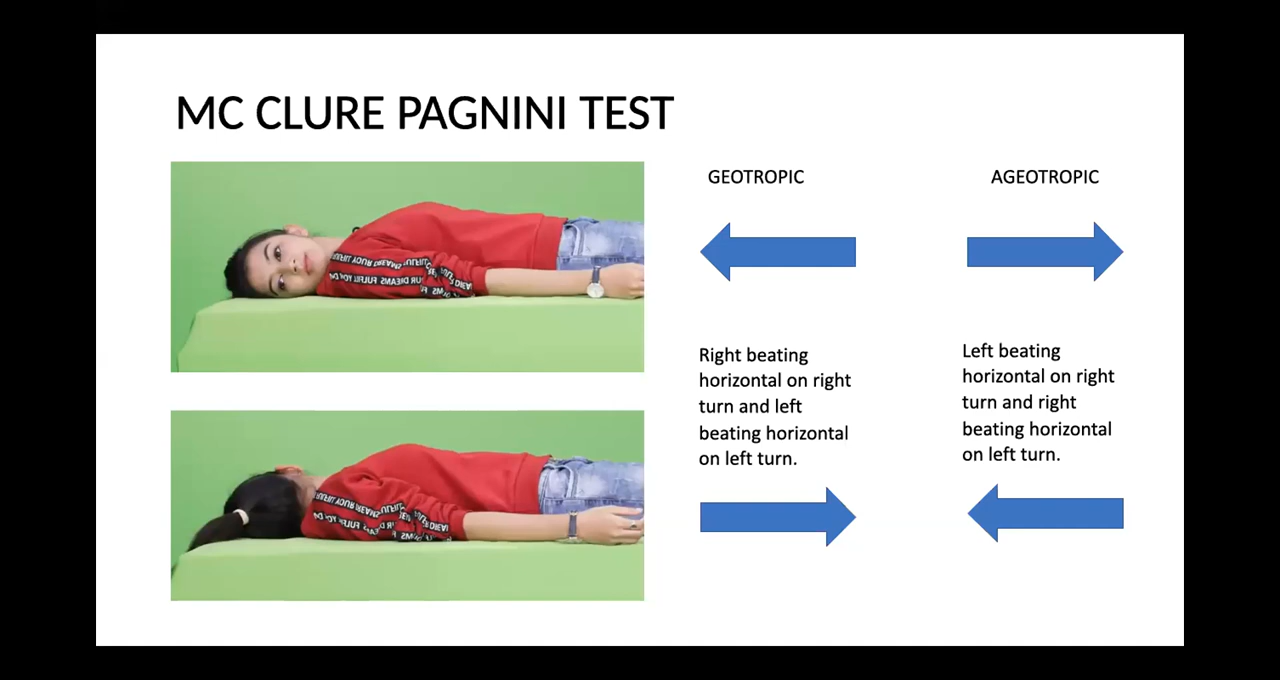 MC CLURE PAGNINI TEST
GEOTROPIC
AGEOTROPIC
Right beating
horizontal on right
turn and left
beating horizontal
on left turn.
Left beating
horizontal on right
turn and right
beating horizontal
on left turn.